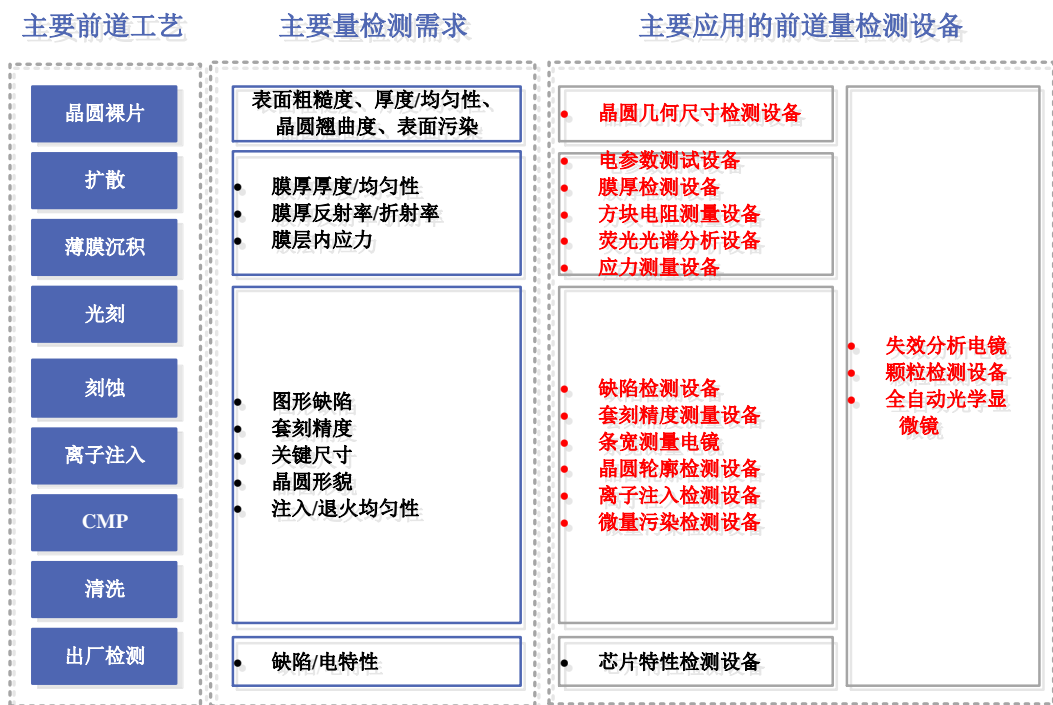 主要前道工艺
主要量检测需求
主要应用的前道量检测设备
晶圆裸片
扩散
薄膜沉积
光刻
刻蚀
离子注入
CMP
清洗
出厂检测
表面粗糙度、厚度/均匀性、
晶圆翘曲度、表面污染
• 膜厚厚度/均匀性
• 膜厚反射率/折射率
• 膜层内应力
• 图形缺陷
• 套刻精度
• 关键尺寸
• 晶圆形貌
• 注入/退火均匀性
• 缺陷/电特性
• 晶圆几何尺寸检测设备
• 电参数测试设备
• 膜厚检测设备
• 方块电阻测量设备
• 荧光光谱分析设备
• 应力测量设备
• 缺陷检测设备
• 套刻精度测量设备
• 条宽测量电镜
• 晶圆轮廓检测设备
• 离子注入检测设备
• 微量污染检测设备
• 芯片特性检测设备
• 失效分析电镜
• 颗粒检测设备
• 全自动光学显
微镜